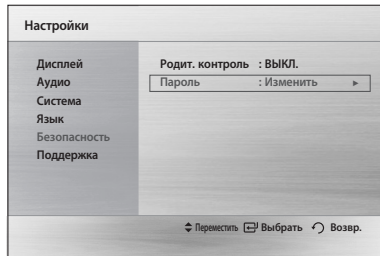 Настройки
Дисплей
Аудио
Система
Язык
Безопасность
Поддержка
Родит. контроль : ВЫКЛ.
Пароль : Изменить ►
Переместить Выбрать Возвр.